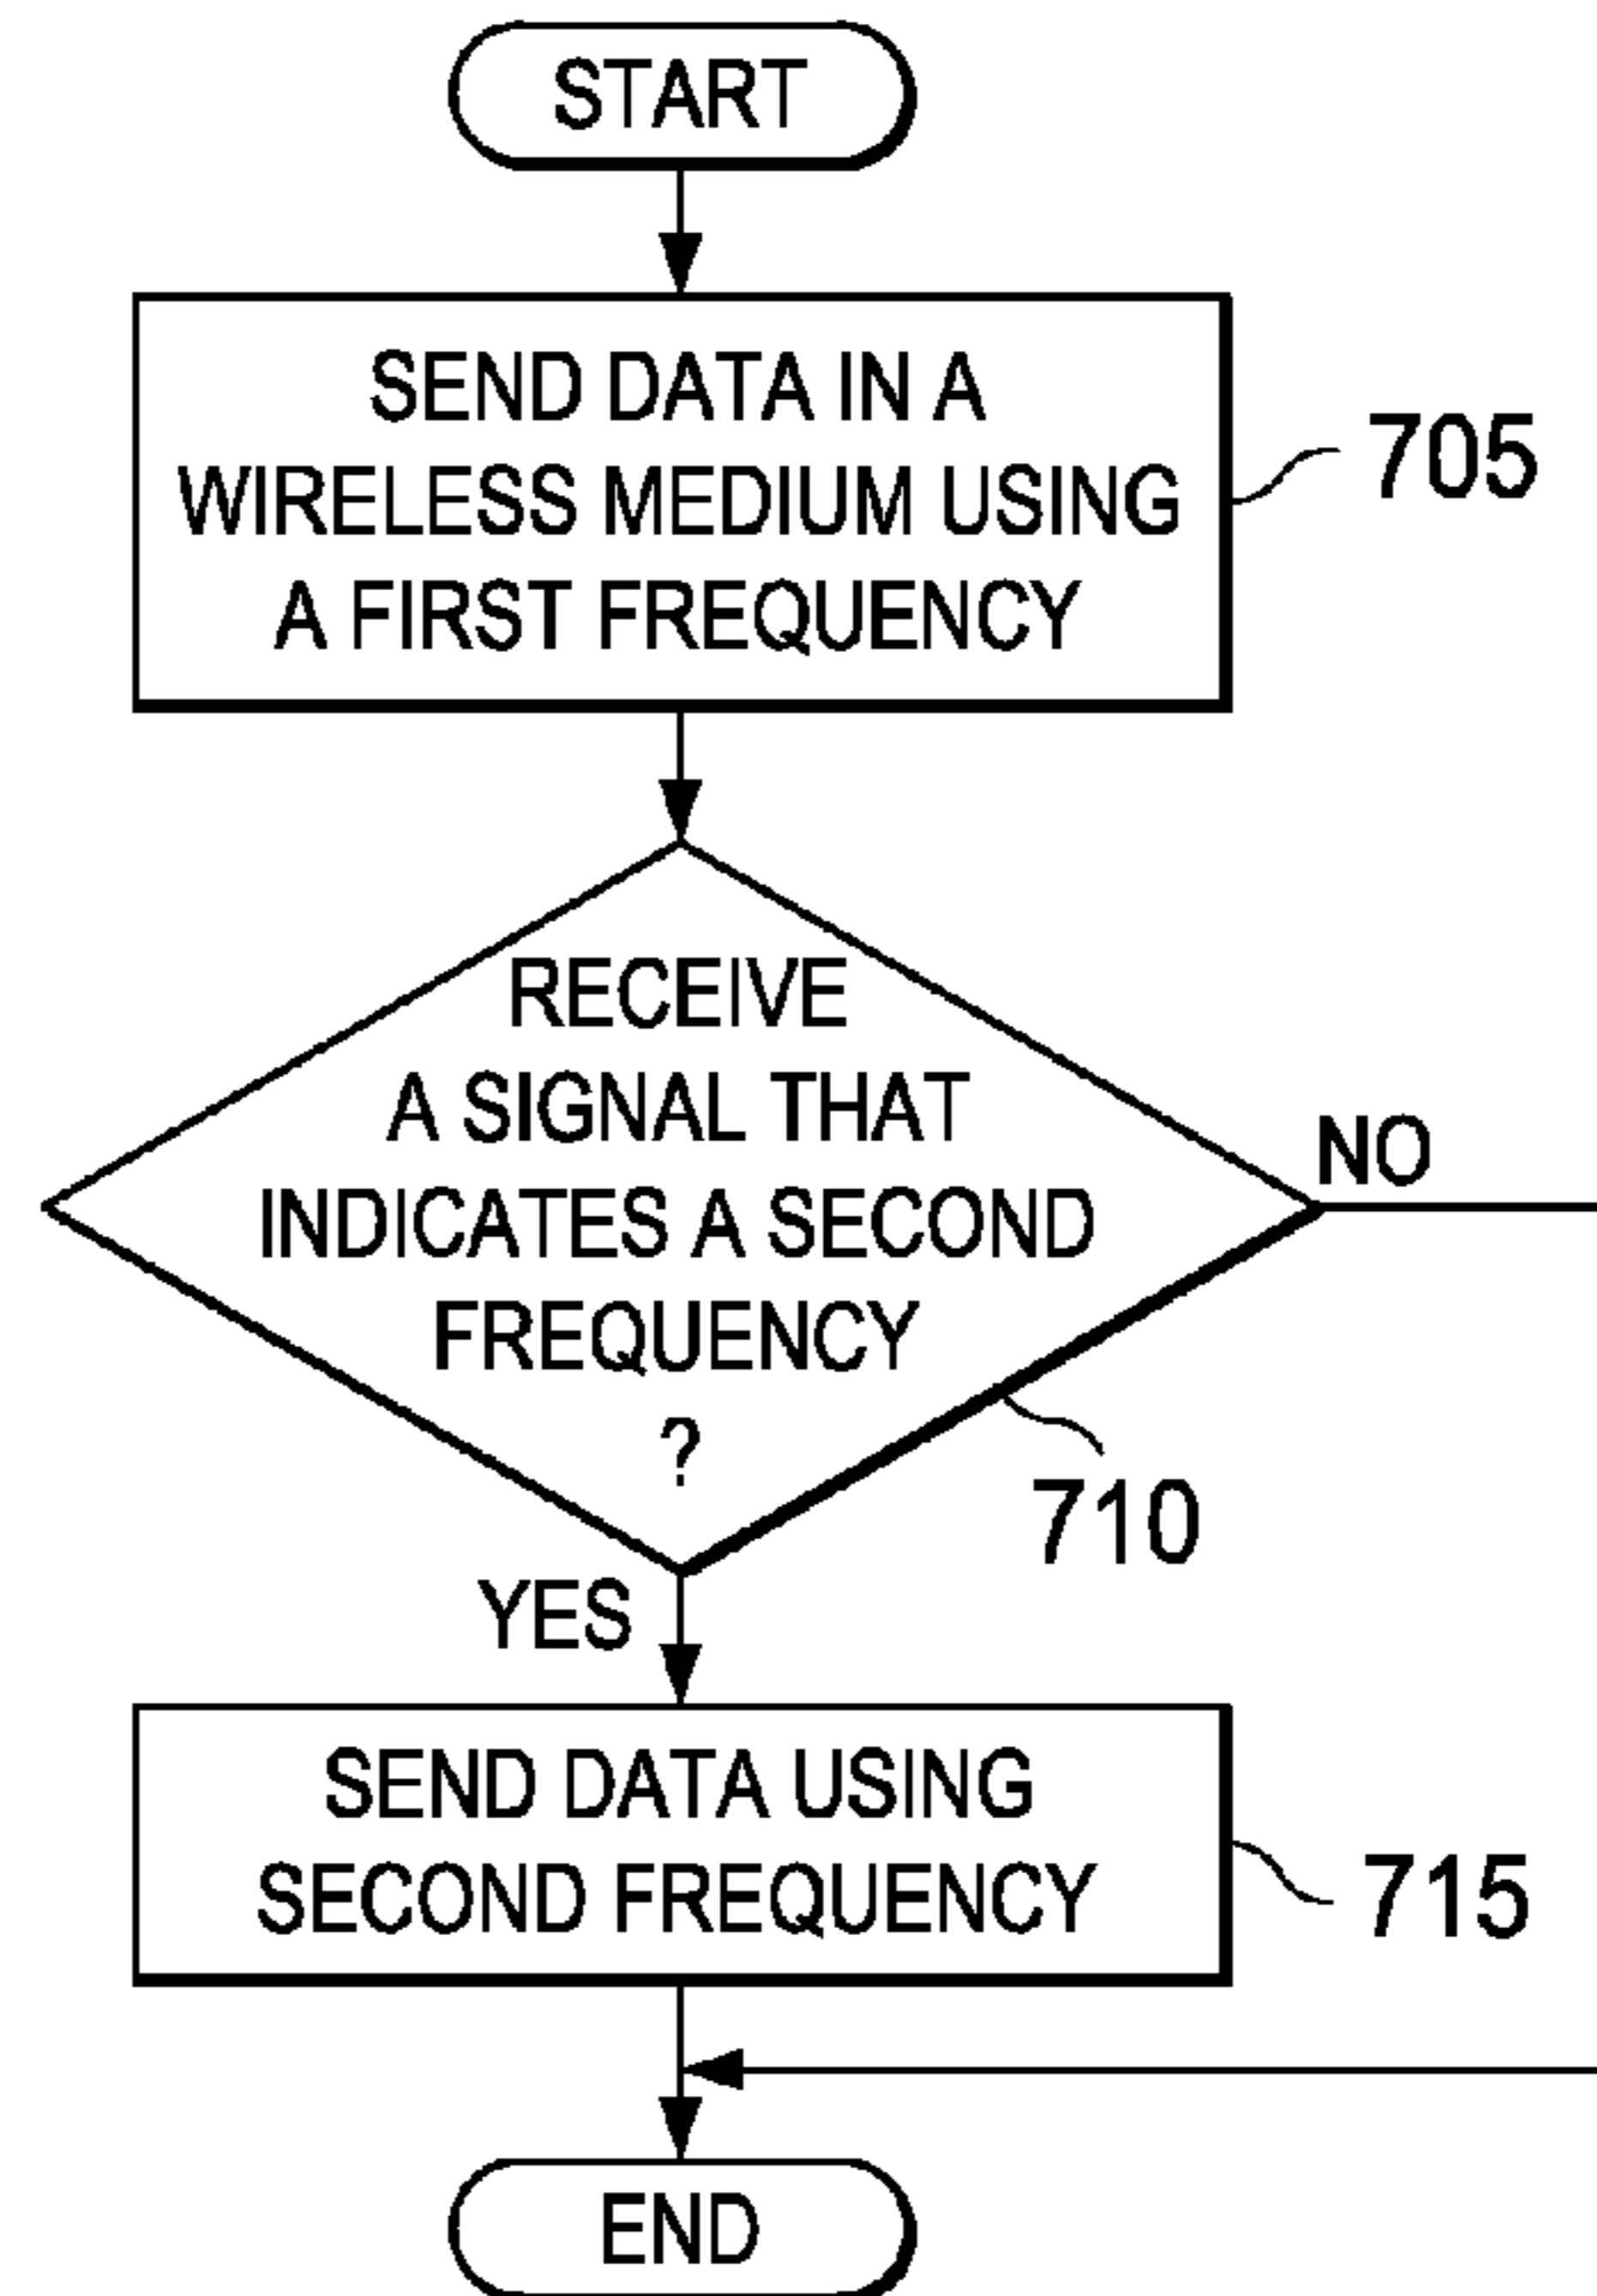 START
SEND DATA IN A
WIRELESS MEDIUM USING
A FIRST FREQUENCY
705
RECEIVE
A SIGNAL THAT
INDICATES A SECOND
FREQUENCY
?
NO
710
YES
SEND DATA USING
SECOND FREQUENCY
715
END